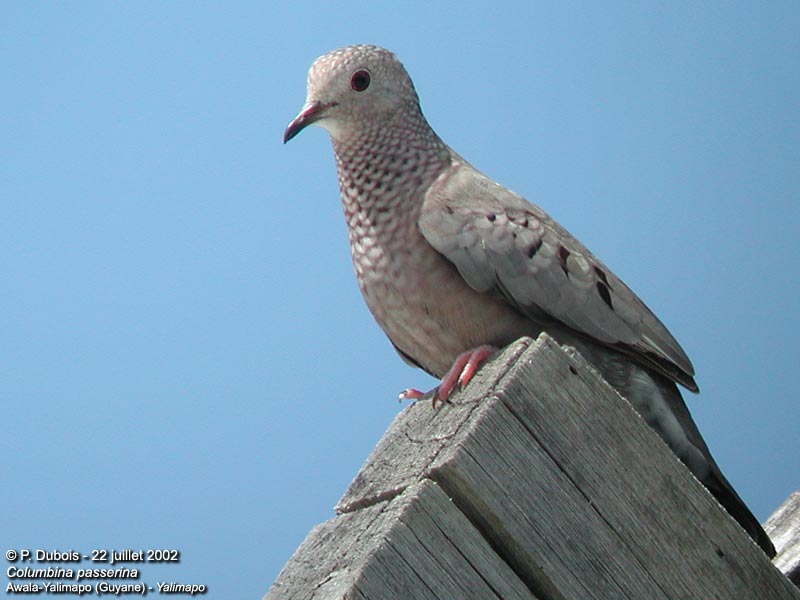 © P. Dubois - 22 juillet 2002
Columbina passerina
Awala-Yalimapo (Guyane) - Yalimapo